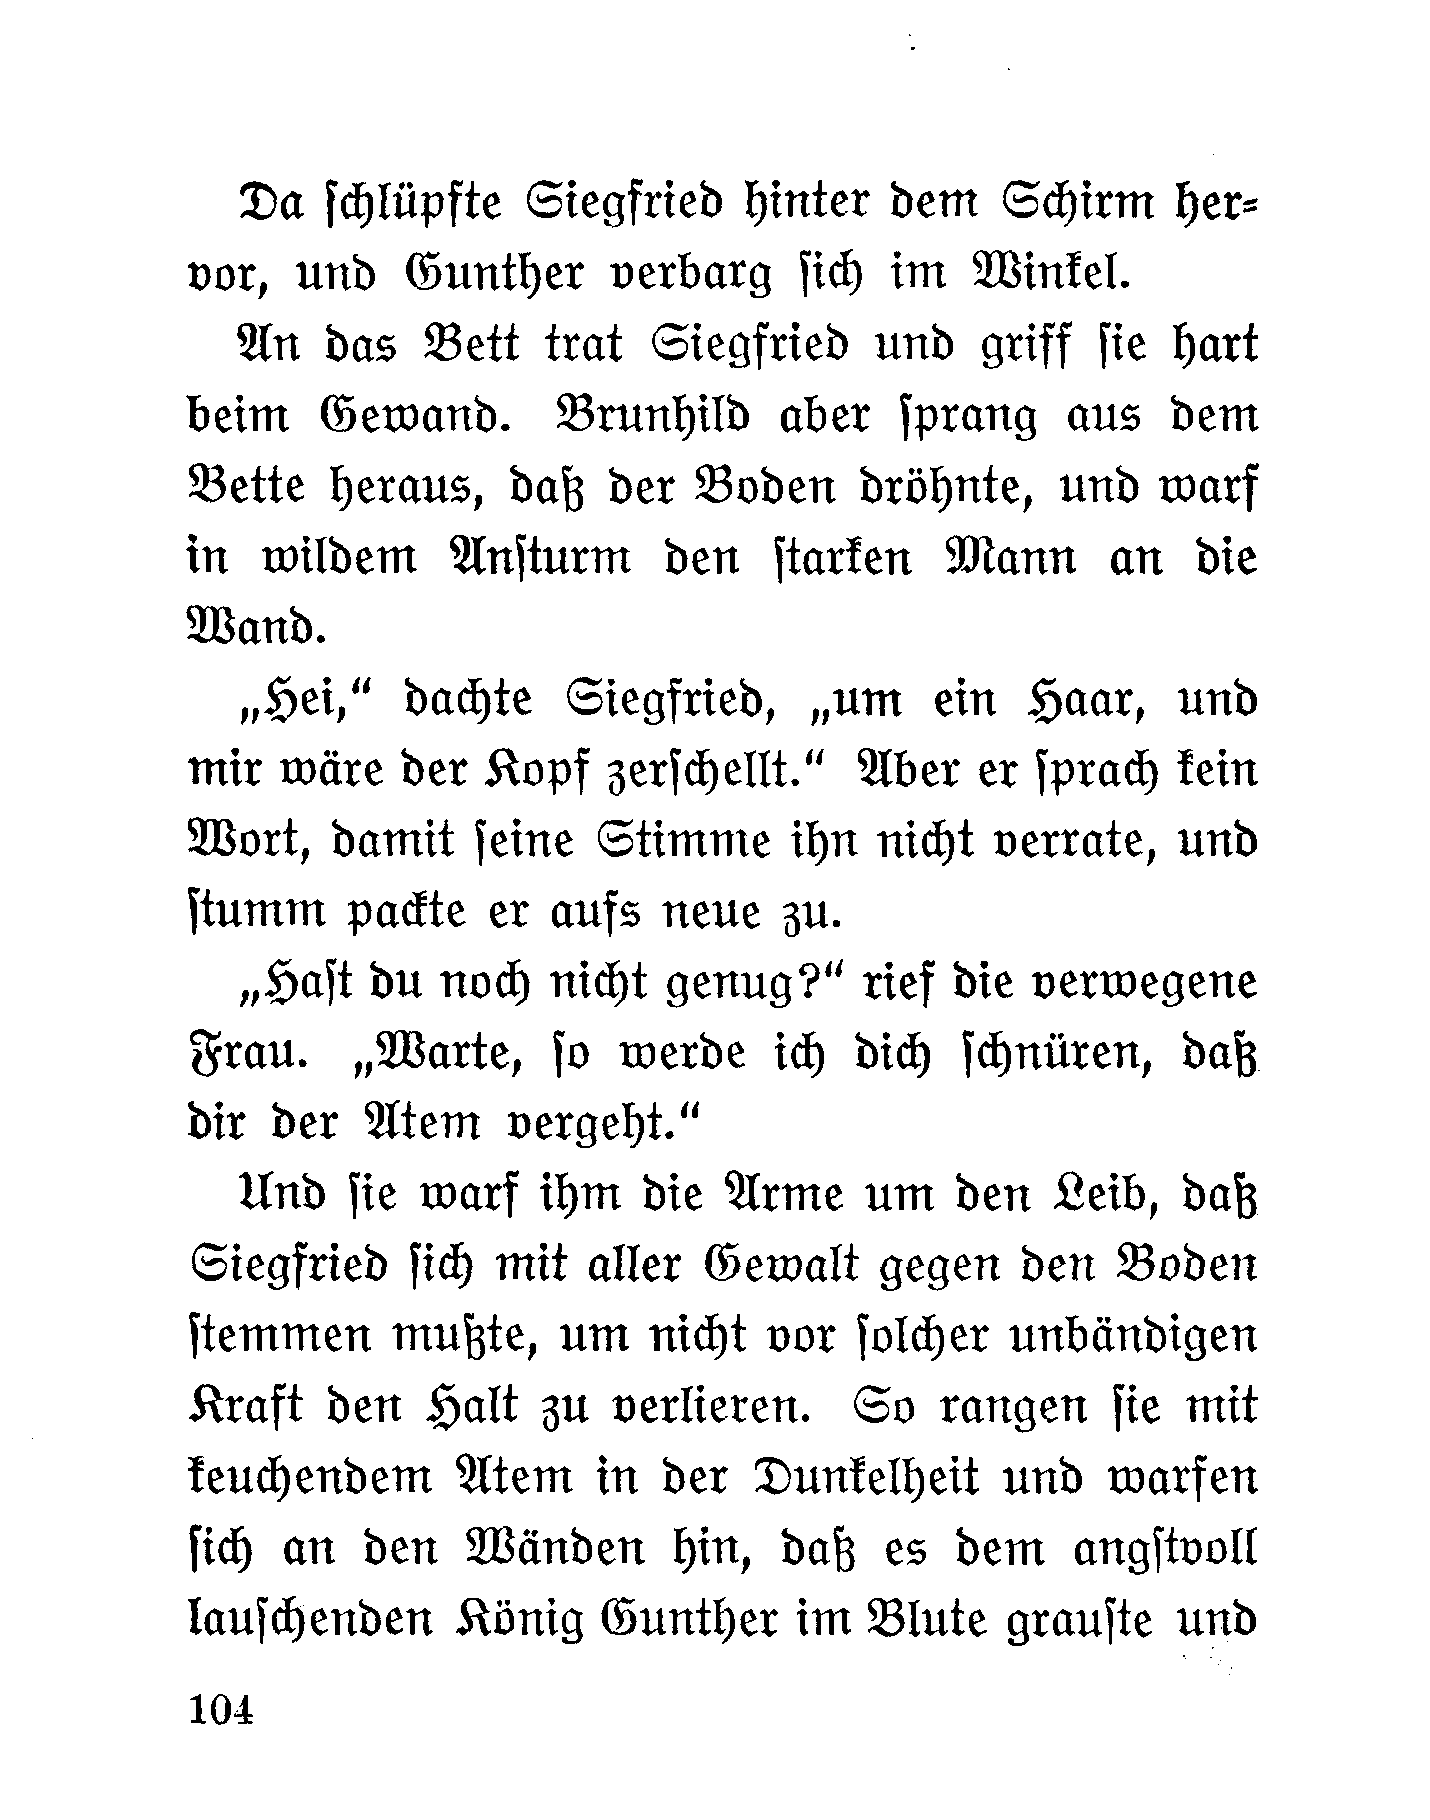 Da ſchlüpfte Siegfried hinter dem Schirm her⸗
vor, und Gunther verbarg ſich im Winkel.
An das Bett trat Siegfried und griff ſie hart
beim Gewand. Brunhild aber ſprang aus dem
Bette heraus, daß der Boden dröhnte, und warf
in wildem Anſturm den ſtarken Mann an die
Wand.
„Hei,“ dachte Siegfried, „um ein Haar, und
mir wäre der Kopf zerſchellt.“ Aber er ſprach kein
Wort, damit ſeine Stimme ihn nicht verrate, und
ſtumm packte er aufs neue zu.
„Haſt du noch nicht genug?“ rief die verwegene
Frau. „Warte, ſo werde ich dich ſchnüren, daß
dir der Atem vergeht.“
Und ſie warf ihm die Arme um den Leib, daß
Siegfried ſich mit aller Gewalt gegen den Boden
ſtemmen mußte, um nicht vor ſolcher unbändigen
Kraft den Halt zu verlieren. So rangen ſie mit
keuchendem Atem in der Dunkelheit und warfen
ſich an den Wänden hin, daß es dem angſtvoll
lauſchenden König Gunther im Blute grauſte und
104